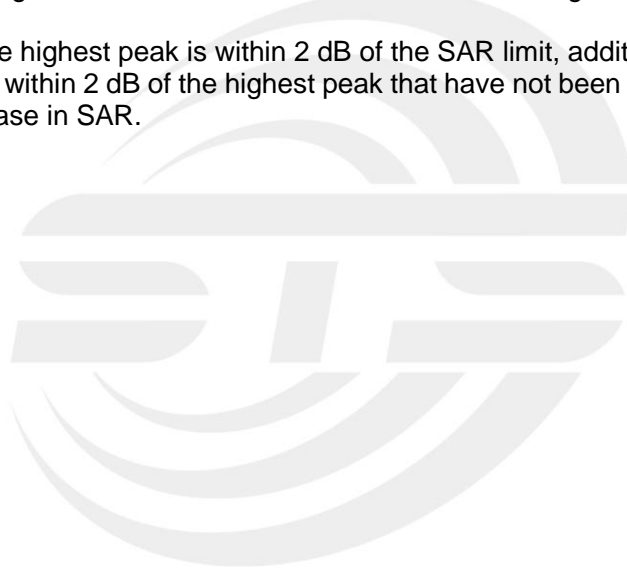 e highest peak is within 2 dB of the SAR limit, addit
within 2 dB of the highest peak that have not been
ase in SAR.
STS